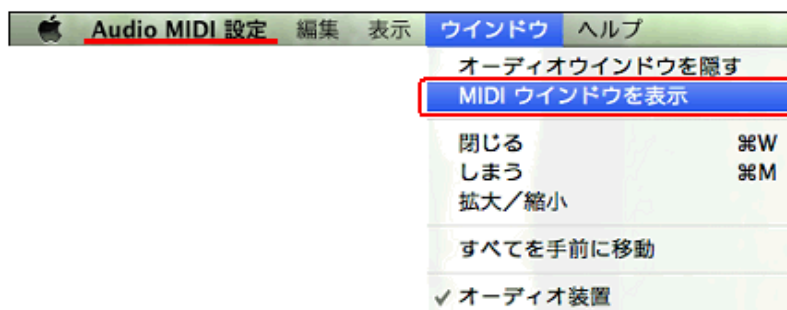 Audio MIDI 設定 編集 表示 ウインドウ ヘルプ
オーディオウインドウを隠す
MIDI ウインドウを表示
閉じる ⌘W
しまう ⌘M
拡大／縮小
すべてを手前に移動
✓ オーディオ装置